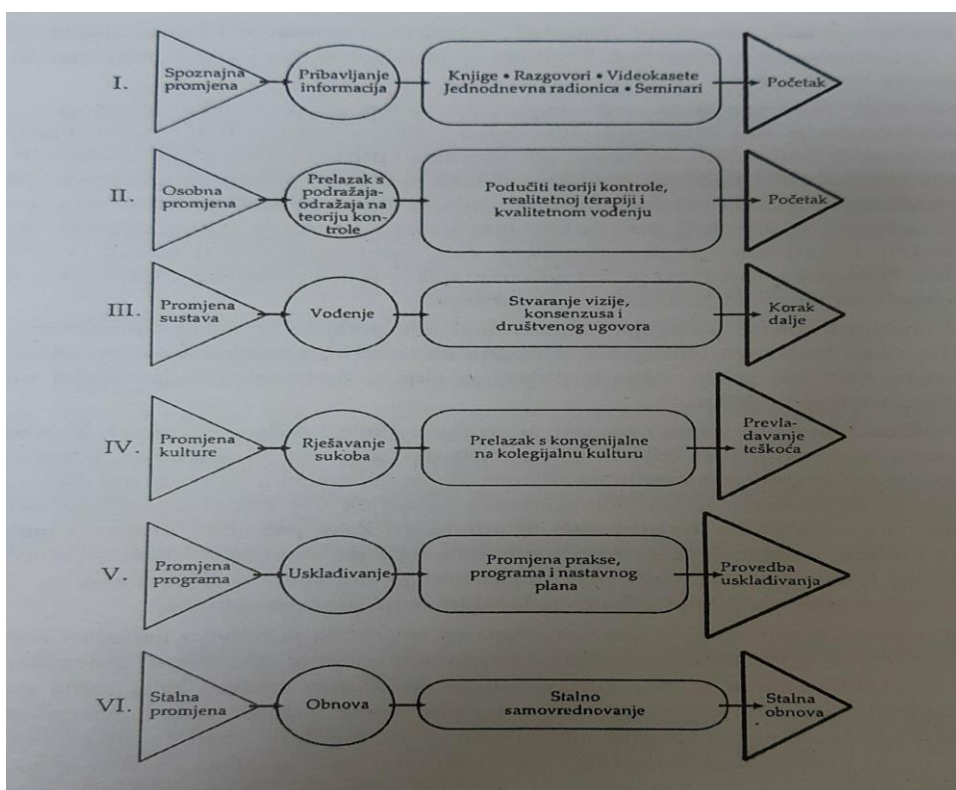 I.
Spoznajna
promjena
Pribavljanje
informacija
Knjige • Razgovori • Videokasete
Jednodnevna radionica • Seminari
Početak
II.
Osobna
promjena
Prelazak s
podražaja-
odražaja na
teoriju kon-
trole
Podučiti teoriji kontrole,
realitetnoj terapiji i
kvalitetnom vođenju
Početak
III.
Promjena
sustava
Vođenje
Stvaranje vizije,
konsenzusa i
društvenog ugovora
Korak
dalje
IV.
Promjena
kulture
Rješavanje
sukoba
Prelazak s kongenijalne
na kolegijalnu kulturu
Prevla-
davanje
teškoća
V.
Promjena
programa
Usklađivanje
Promjena prakse,
programa i nastavnog
plana
Provedba
usklađivanja
VI.
Stalna
promjena
Obnova
Stalno
samovrednovanje
Stalna
obnova